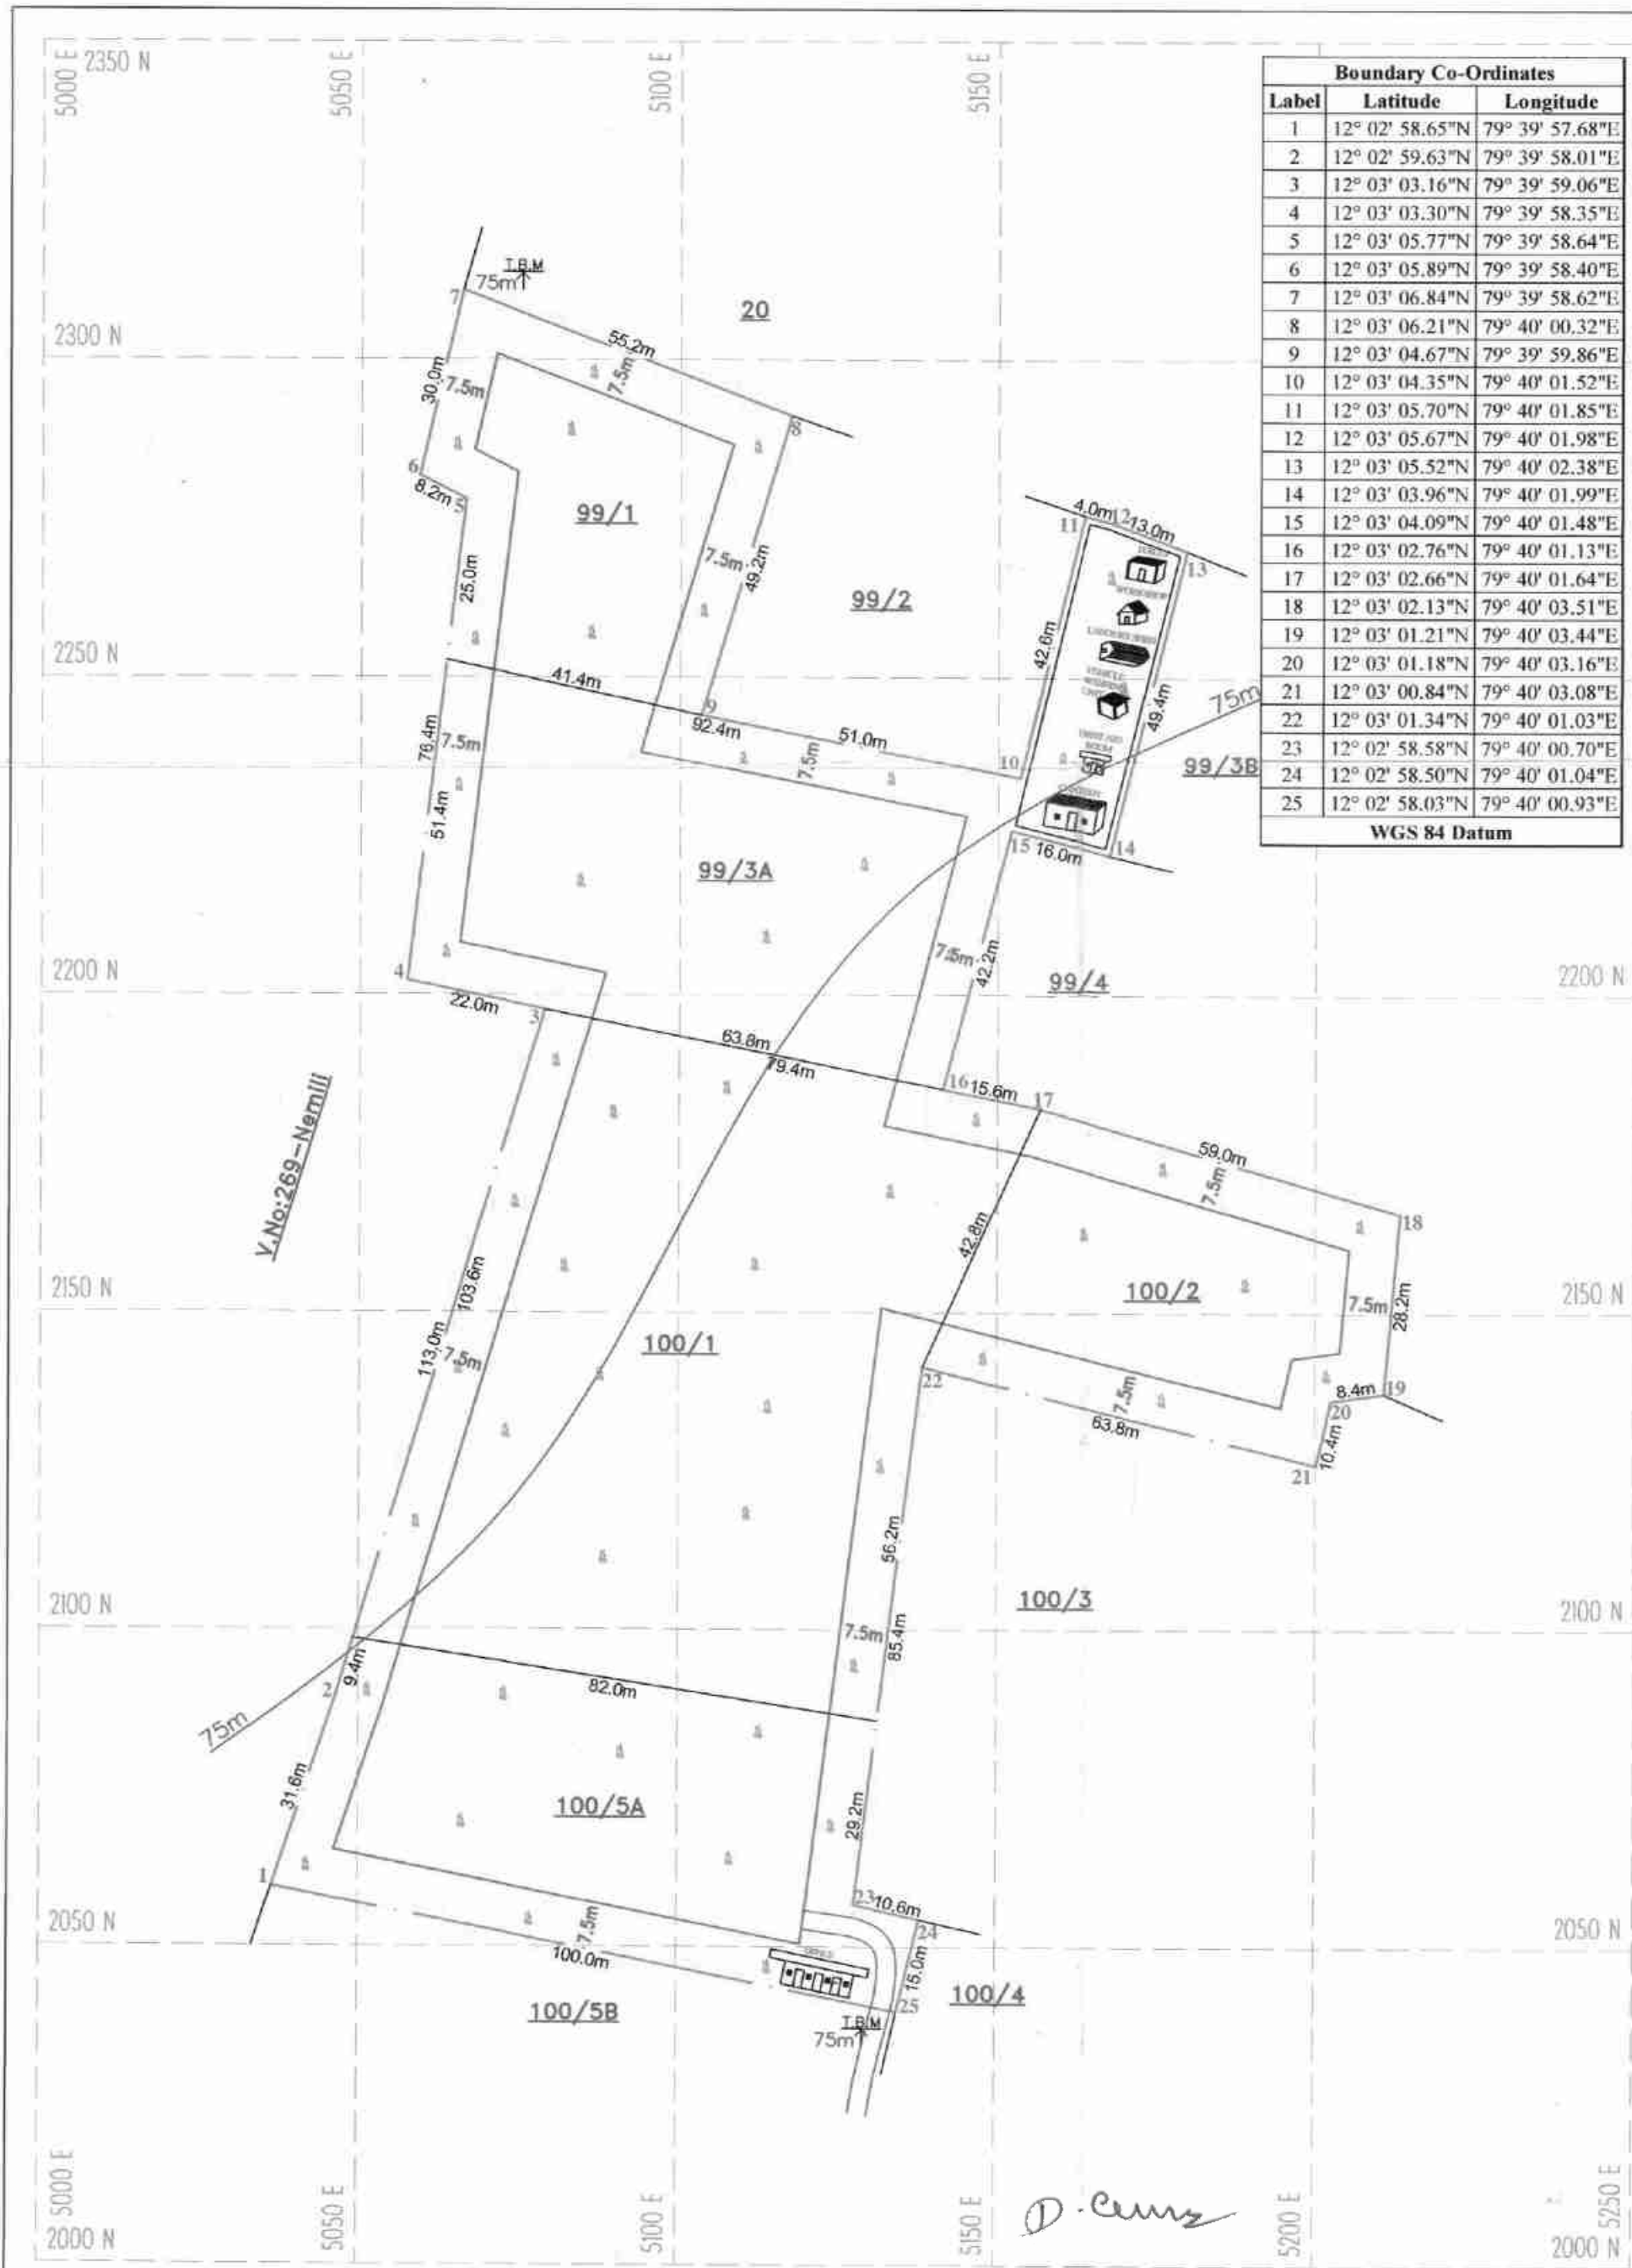 5000 E
2350 N
5050 E
5100 E
5150 E
Boundary Co-Ordinates
Label Latitude Longitude
1 12° 02' 58.65"N 79° 39' 57.68"E
2 12° 02' 59.63"N 79° 39' 58.01"E
3 12° 03' 03.16"N 79° 39' 59.06"E
4 12° 03' 03.30"N 79° 39' 58.35"E
5 12° 03' 05.77"N 79° 39' 58.64"E
6 12° 03' 05.89"N 79° 39' 58.40"E
7 12° 03' 06.84"N 79° 39' 58.62"E
8 12° 03' 06.21"N 79° 40' 00.32"E
9 12° 03' 04.67"N 79° 39' 59.86"E
10 12° 03' 04.35"N 79° 40' 01.52"E
11 12° 03' 05.70"N 79° 40' 01.85"E
12 12° 03' 05.67"N 79° 40' 01.98"E
13 12° 03' 05.52"N 79° 40' 02.38"E
14 12° 03' 03.96"N 79° 40' 01.99"E
15 12° 03' 04.09"N 79° 40' 01.48"E
16 12° 03' 02.76"N 79° 40' 01.13"E
17 12° 03' 02.66"N 79° 40' 01.64"E
18 12° 03' 02.13"N 79° 40' 03.51"E
19 12° 03' 01.21"N 79° 40' 03.44"E
20 12° 03' 01.18"N 79° 40' 03.16"E
21 12° 03' 00.84"N 79° 40' 03.08"E
22 12° 03' 01.34"N 79° 40' 01.03"E
23 12° 02' 58.58"N 79° 40' 00.70"E
24 12° 02' 58.50"N 79° 40' 01.04"E
25 12° 02' 58.03"N 79° 40' 00.93"E
WGS 84 Datum
T.B.M
75m
7
20
2300 N
55.2m
7.5m
30.0m
7.5m
8
6
8.2m
5
99/1
4.0m
12
13.0m
11
13
7.5m
49.2m
25.0m
99/2
42.6m
2250 N
41.4m
9
92.4m
51.0m
49.4m
75m
76.4m
7.5m
7.5m
10
99/3B
51.4m
15
16.0m
14
99/3A
7.5m
42.2m
4
2200 N
99/4
2200 N
22.0m
3
63.8m
79.4m
16
15.6m
17
V.No:269-Nemili
59.0m
7.5m
18
42.8m
103.6m
2150 N
100/2
7.5m
28.2m
2150 N
113.0m
7.5m
100/1
22
7.5m
63.8m
8.4m
19
20
10.4m
21
56.2m
100/3
2100 N
2100 N
7.5m
85.4m
9.4m
2
82.0m
75m
31.6m
100/5A
29.2m
1
23
10.6m
24
2050 N
7.5m
2050 N
100.0m
15.0m
100/4
25
100/5B
T.B.M
75m
5000 E
5050 E
5100 E
5150 E
5200 E
5250 E
2000 N
2000 N